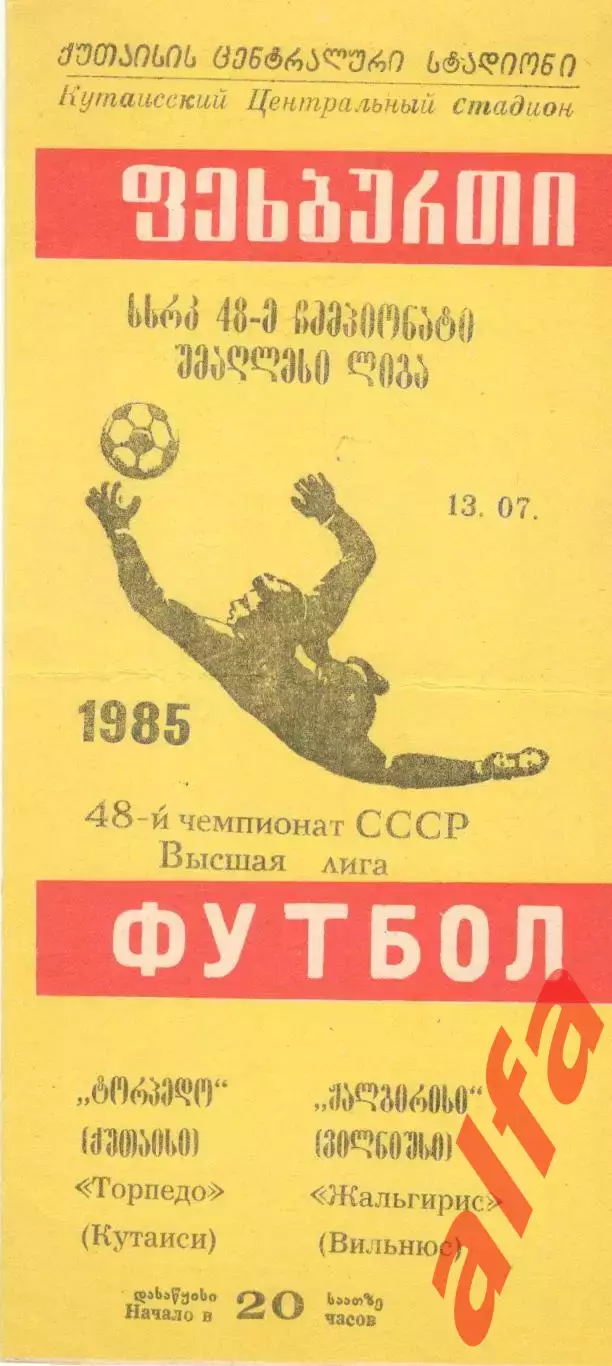 ქუთაისის ცენტრალური სტადიონი
Кутаисский Центральный стадион
ფეხბურთი
სსრკ 48-ე ჩემპიონატი
უმაღლესი ლიგა
13. 07.
1985
48-й чемпионат СССР
Высшая лига
ФУТБОЛ
„ტორპედო“ „ჟალგირისი“
(ქუთაისი) (ვილნიუსი)
«Торпедо» «Жальгирис»
(Кутаиси) (Вильнюс)
დასაწყისი საათზე
Начало в 20 часов
alfa